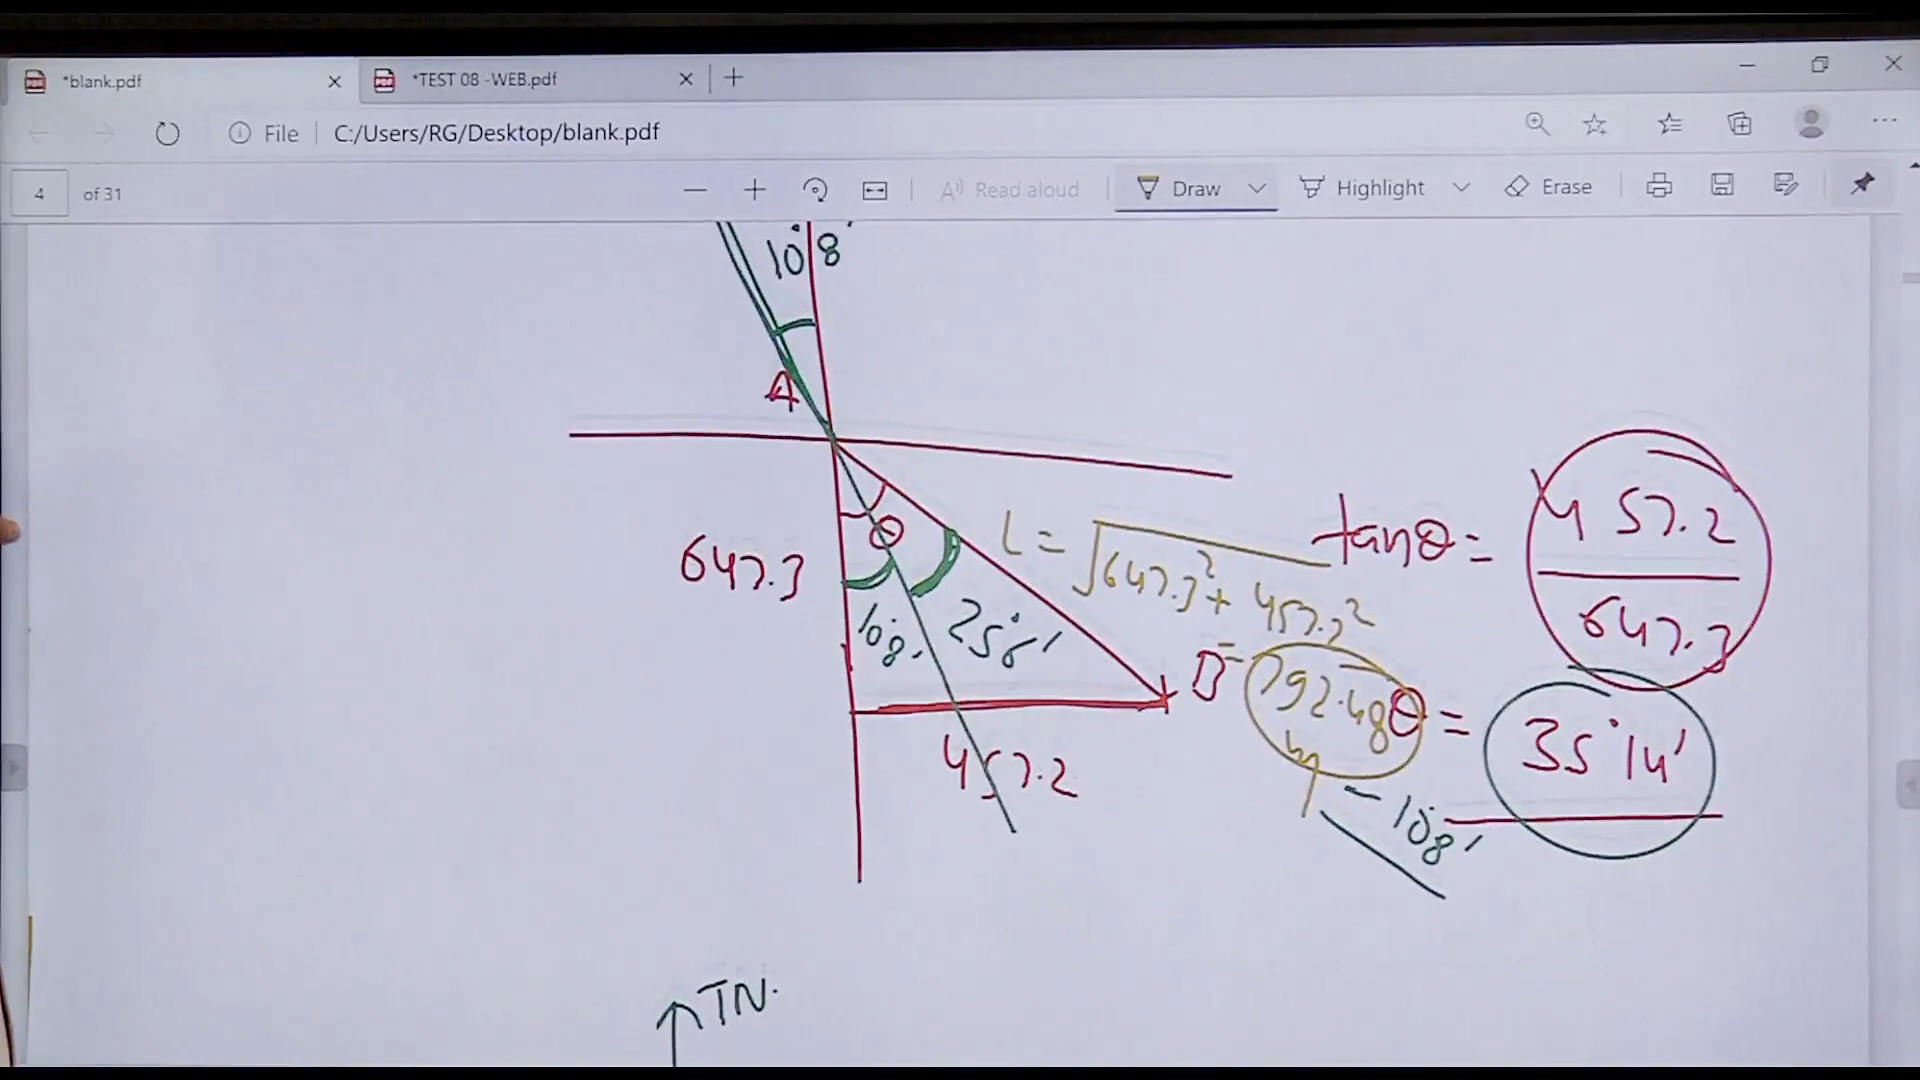 *blank.pdf
*TEST 08 -WEB.pdf
File
C:/Users/RG/Desktop/blank.pdf
4 of 31
Read aloud
Draw
Highlight
Erase
10°8'
A
647.3
θ
10°8'
25°6'
L = √647.3² + 457.2²
= 792.48 m
B
457.2
tanθ = 457.2
647.3
θ = 35°14'
- 10°8'
TN.